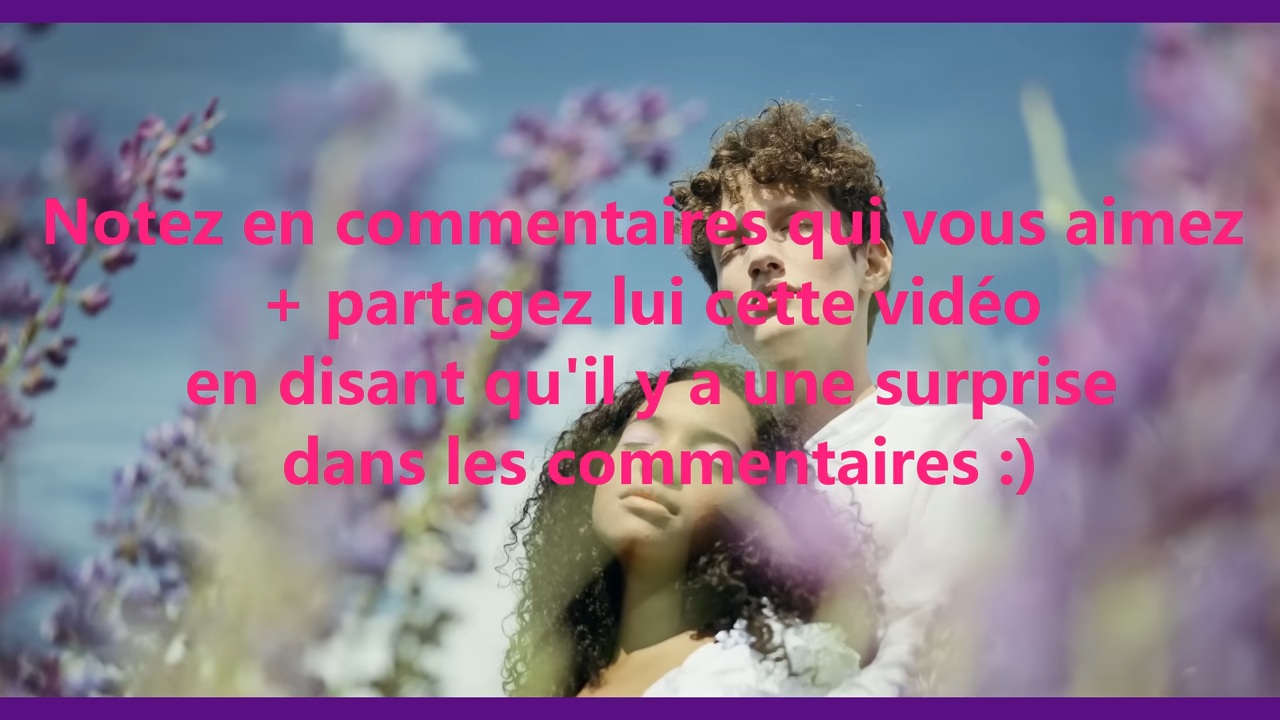 Notez en commentaires qui vous aimez
+ partagez lui cette vidéo
en disant qu'il y a une surprise
dans les commentaires :)